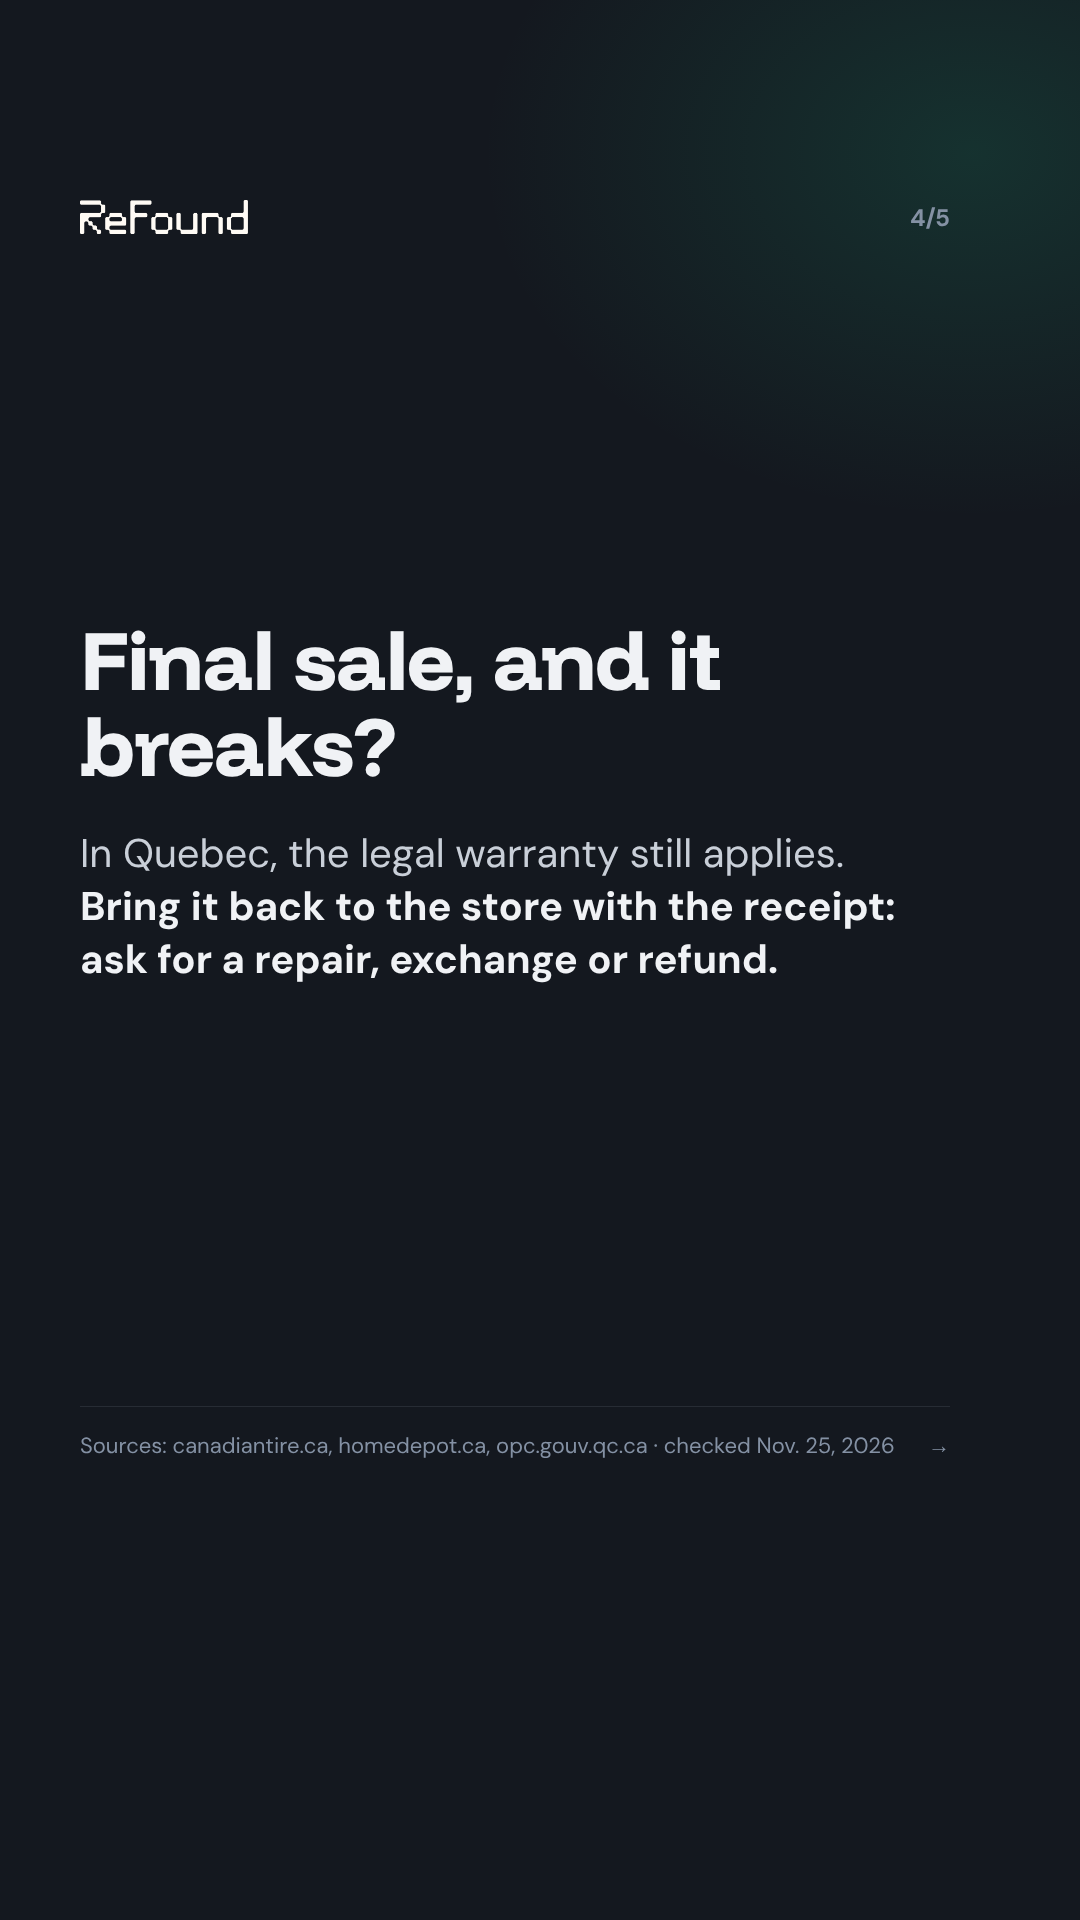 ReFound
4/5
Final sale, and it
breaks?
In Quebec, the legal warranty still applies.
Bring it back to the store with the receipt:
ask for a repair, exchange or refund.
Sources: canadiantire.ca, homedepot.ca, opc.gouv.qc.ca · checked Nov. 25, 2026 →